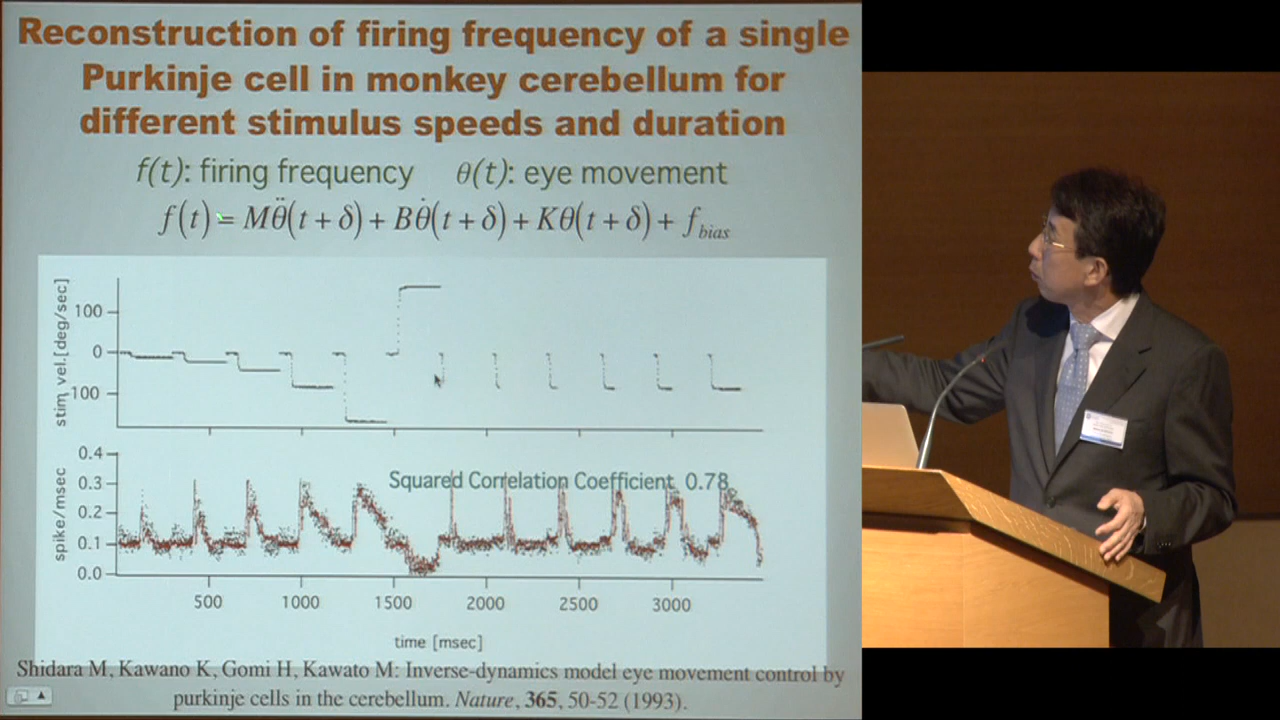 Reconstruction of firing frequency of a single
Purkinje cell in monkey cerebellum for
different stimulus speeds and duration
f(t): firing frequency θ(t): eye movement
f(t) = Mθ̈(t + δ) + Bθ̇(t + δ) + Kθ(t + δ) + f_bias
stim vel.[deg/sec]
100
0
100
spike/msec
0.4
0.3
0.2
0.1
0.0
Squared Correlation Coefficient 0.78
500 1000 1500 2000 2500 3000
time [msec]
Shidara M, Kawano K, Gomi H, Kawato M: Inverse-dynamics model eye movement control by
purkinje cells in the cerebellum. Nature, 365, 50-52 (1993).